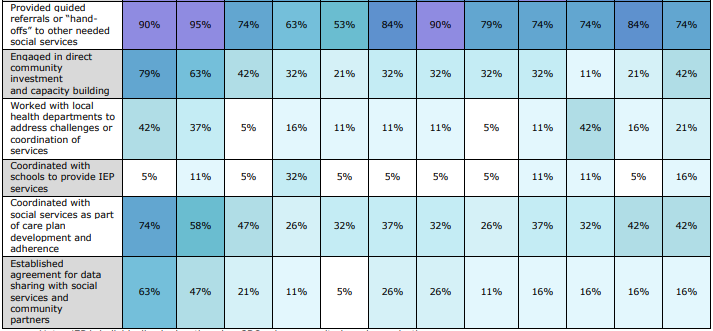 Provided guided
referrals or "hand-
offs" to other needed
social services
90% 95% 74% 63% 53% 84% 90% 79% 74% 74% 84% 74%
Engaged in direct
community
investment
and capacity building
79% 63% 42% 32% 21% 32% 32% 32% 32% 11% 21% 42%
Worked with local
health departments to
address challenges or
coordination of
services
42% 37% 5% 16% 11% 11% 11% 5% 11% 42% 16% 21%
Coordinated with
schools to provide IEP
services
5% 11% 5% 32% 5% 5% 5% 5% 11% 11% 5% 16%
Coordinated with
social services as part
of care plan
development and
adherence
74% 58% 47% 26% 32% 37% 32% 26% 37% 32% 42% 42%
Established
agreement for data
sharing with social
services and
community
partners
63% 47% 21% 11% 5% 26% 26% 11% 16% 16% 16% 16%